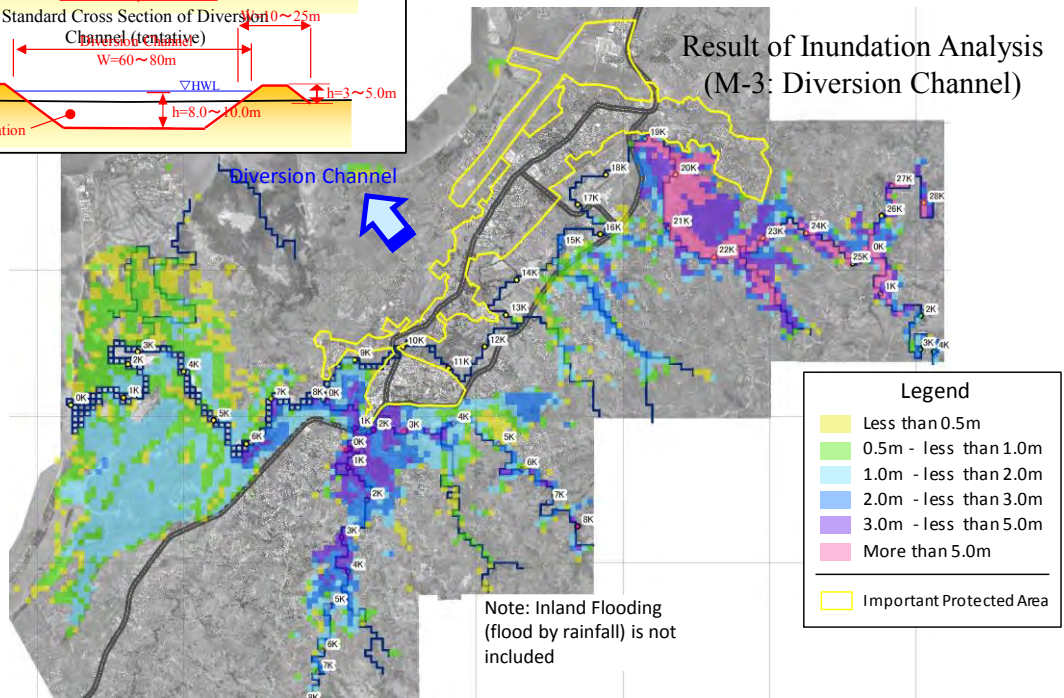 Standard Cross Section of Diversion
Channel (tentative)
W=10～25m
Diversion Channel
W=60～80m
▽HWL
h=3～5.0m
h=8.0～10.0m
Result of Inundation Analysis
(M-3: Diversion Channel)
Diversion Channel
19K
18K
20K
27K
17K
28K
26K
21K
16K
24K
23K
15K
0K
22K
25K
14K
1K
13K
2K
10K
12K
3K
4K
3K
9K
2K
11K
4K
7K
8K
0K
1K
0K
5K
4K
1K
2K
3K
6K
0K
5K
1K
6K
2K
7K
8K
3K
4K
5K
6K
7K
8K
Legend
Less than 0.5m
0.5m - less than 1.0m
1.0m - less than 2.0m
2.0m - less than 3.0m
3.0m - less than 5.0m
More than 5.0m
Important Protected Area
Note: Inland Flooding
(flood by rainfall) is not
included